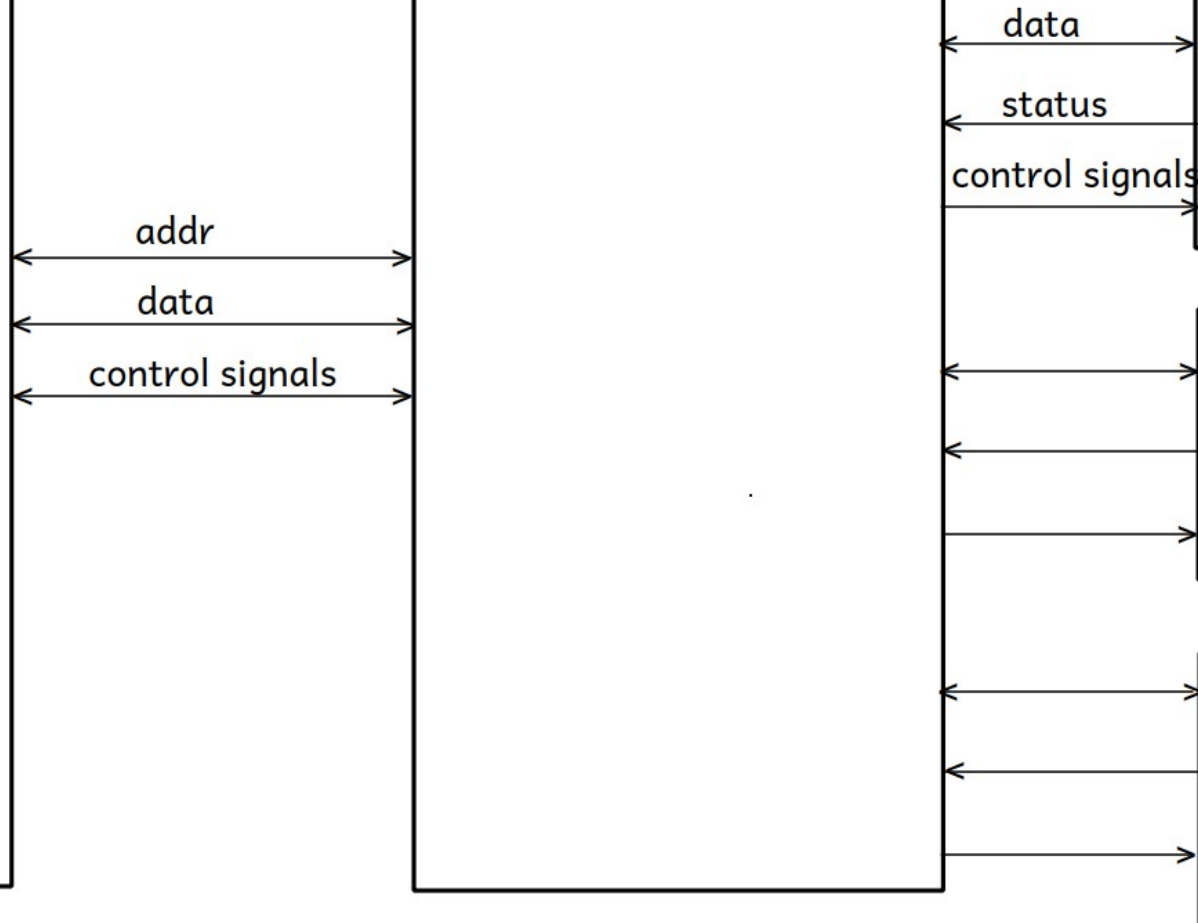 data
status
control signals
addr
data
control signals